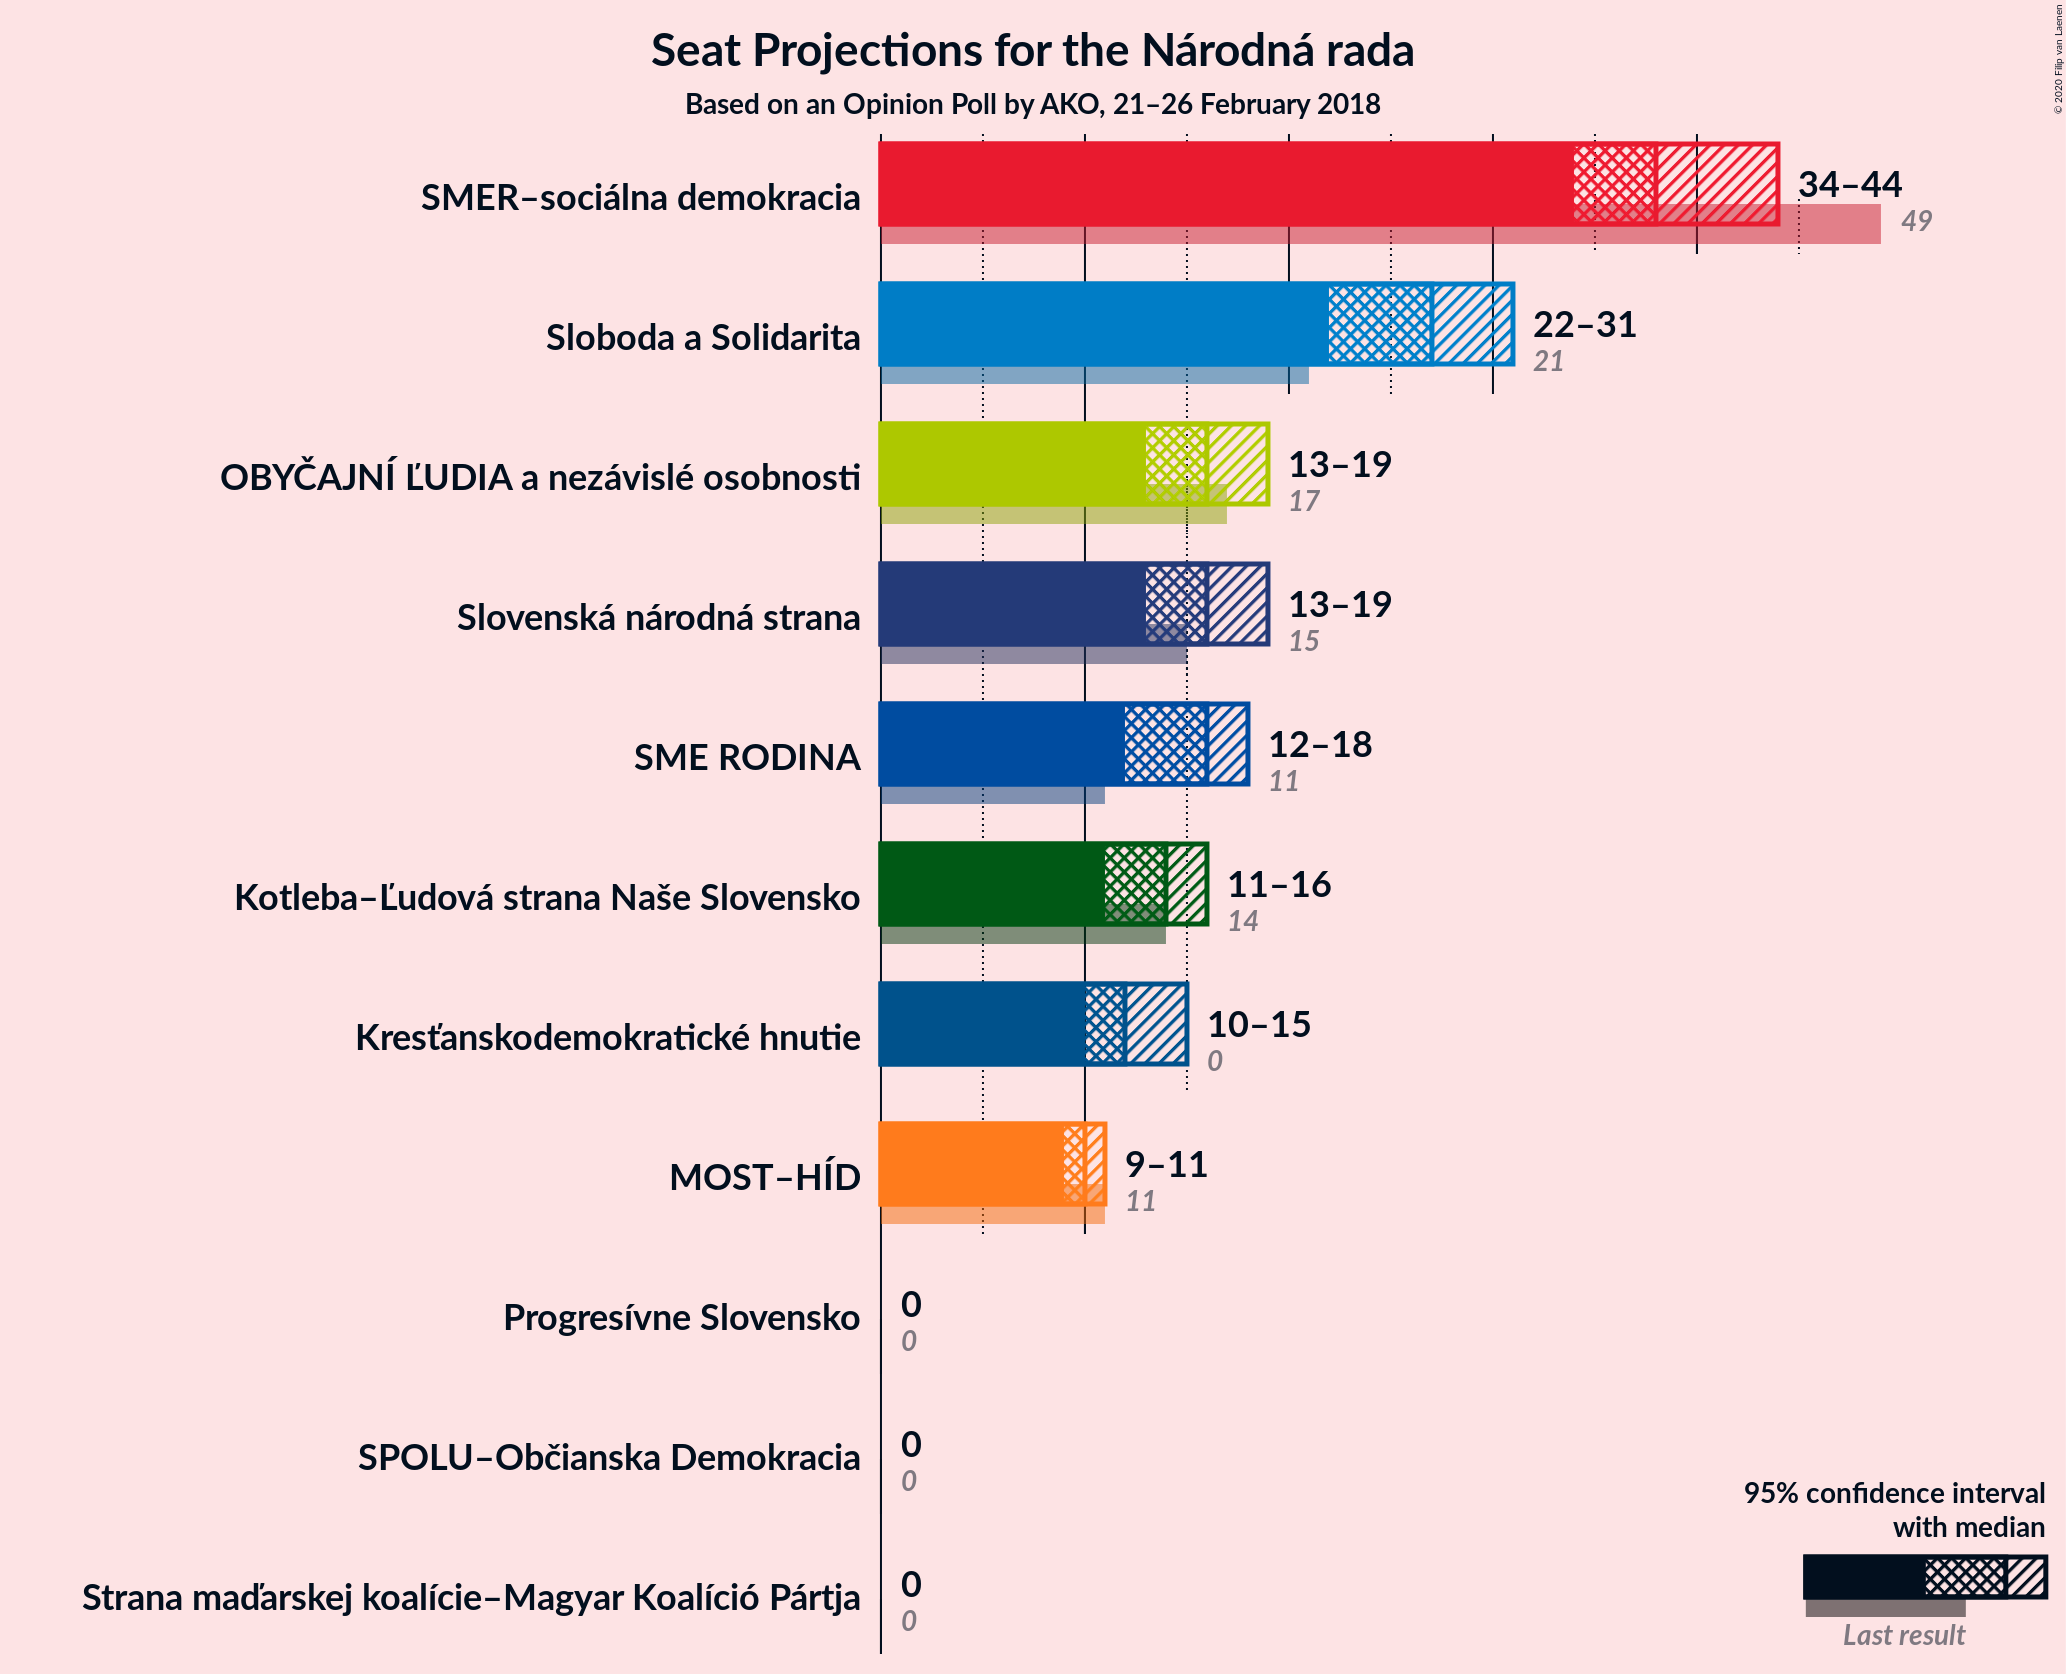 Seat Projections for the Národná rada
Based on an Opinion Poll by AKO, 21–26 February 2018
© 2020 Filip van Laenen
SMER–sociálna demokracia
34–44
49
Sloboda a Solidarita
22–31
21
OBYČAJNÍ ĽUDIA a nezávislé osobnosti
13–19
17
Slovenská národná strana
13–19
15
SME RODINA
12–18
11
Kotleba–Ľudová strana Naše Slovensko
11–16
14
Kresťanskodemokratické hnutie
10–15
0
MOST–HÍD
9–11
11
Progresívne Slovensko
0
0
SPOLU–Občianska Demokracia
0
0
Strana maďarskej koalície–Magyar Koalíció Pártja
0
0
95% confidence interval
with median
Last result